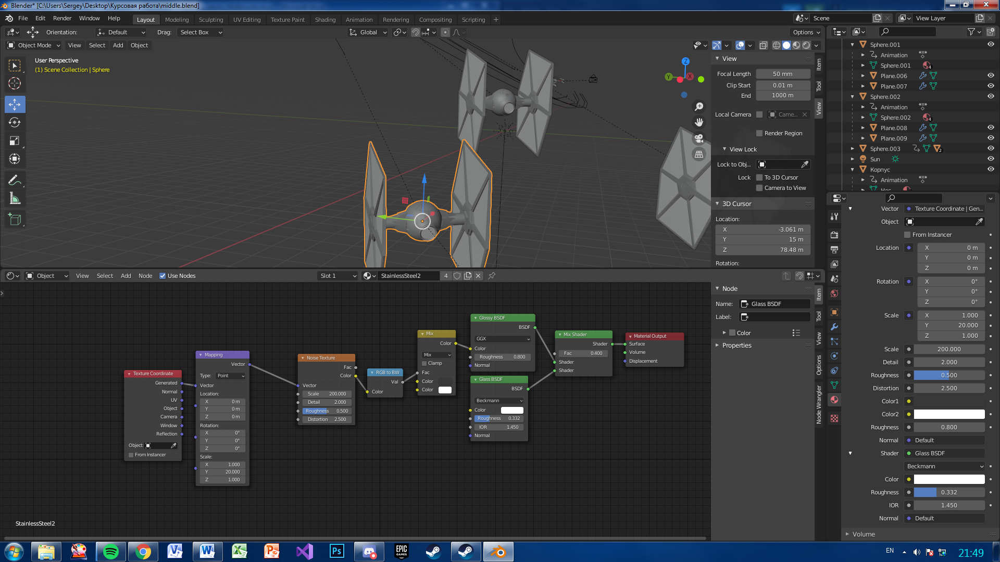 Blender* [C:\Users\Sergey\Desktop\Курсовая работа\middle.blend]
File Edit Render Window Help Layout Modeling Sculpting UV Editing Texture Paint Shading Animation Rendering Compositing Scripting + Scene View Layer
Orientation: Default Drag: Select Box Global Options
Object Mode View Select Add Object
User Perspective
(1) Scene Collection | Sphere
Z
Y
X
View
Focal Length 50 mm
Clip Start 0.01 m
End 1000 m
Local Camera Came...
Render Region
View Lock
Lock to Obj...
Lock To 3D Cursor
Camera to View
3D Cursor
Location:
X -3.061 m
Y 15 m
Z 78.48 m
Rotation:
Item
Tool
View
Sphere.001
Animation
Sphere.001 4
Plane.006
Plane.007
Sphere.002
Animation
Sphere.002 4
Plane.008
Plane.009
Sphere.003 2
Sun
Корпус
Animation
Нос
Object View Select Add Node Use Nodes Slot 1 StainlessSteel2 4
Texture Coordinate
Generated
Normal
UV
Object
Camera
Window
Reflection
Object:
From Instancer
Mapping
Vector
Type: Point
Vector
Location:
X 0 m
Y 0 m
Z 0 m
Rotation:
X 0°
Y 0°
Z 0°
Scale:
X 1.000
Y 20.000
Z 1.000
Noise Texture
Fac
Color
Vector
Scale 200.000
Detail 2.000
Roughness 0.500
Distortion 2.500
RGB to BW
Val
Color
Mix
Color
Mix
Clamp
Fac
Color
Color
Glossy BSDF
BSDF
GGX
Color
Roughness 0.800
Normal
Glass BSDF
BSDF
Beckmann
Color
Roughness 0.332
IOR 1.450
Normal
Mix Shader
Shader
Fac 0.400
Shader
Shader
Material Output
Surface
Volume
Displacement
StainlessSteel2
Node
Name: Glass BSDF
Label:
Color
Properties
Item
Tool
View
Options
Node Wrangler
Vector Texture Coordinate | Gen...
Object
From Instancer
Location X 0 m
Y 0 m
Z 0 m
Rotation X 0°
Y 0°
Z 0°
Scale X 1.000
Y 20.000
Z 1.000
Scale 200.000
Detail 2.000
Roughness 0.500
Distortion 2.500
Color1
Color2
Roughness 0.800
Normal Default
Shader Glass BSDF
Beckmann
Color
Roughness 0.332
IOR 1.450
Normal Default
Volume
Ps
EPIC
GAMES
EN
21:49